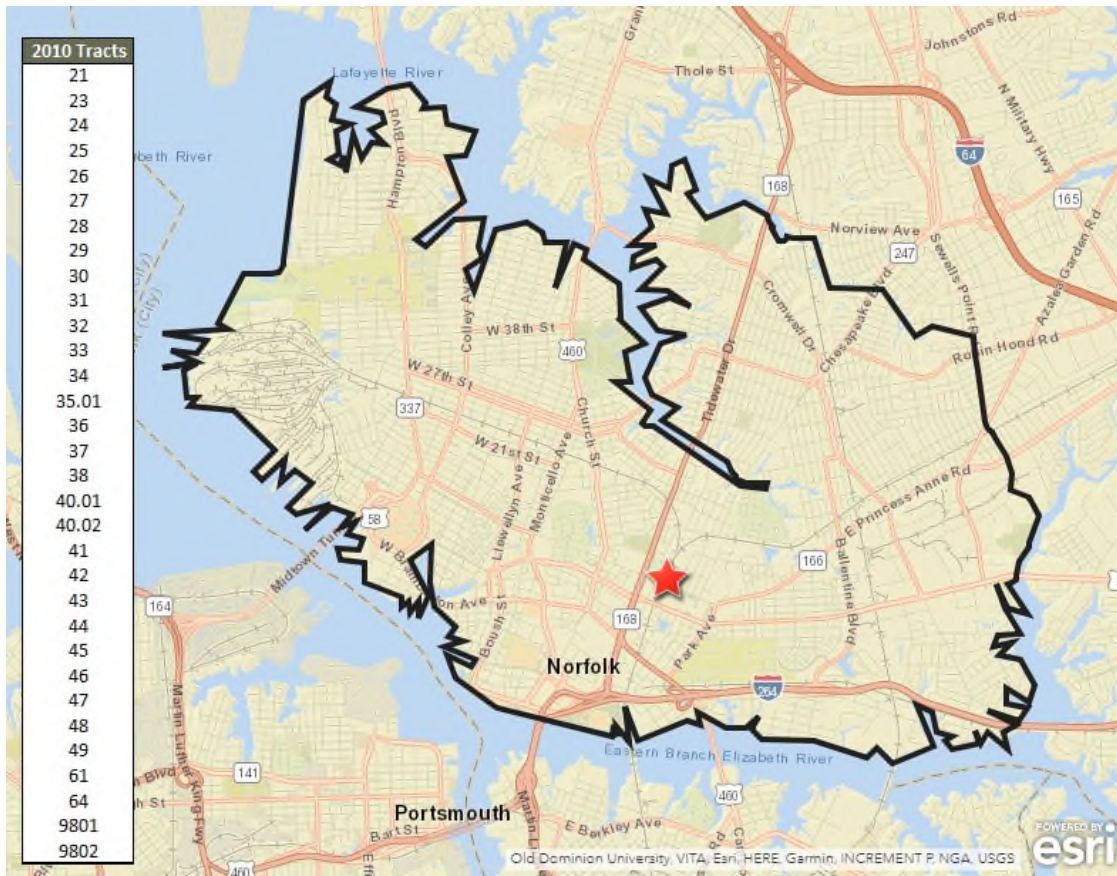 2010 Tracts
21
23
24
25
26
27
28
29
30
31
32
33
34
35.01
36
37
38
40.01
40.02
41
42
43
44
45
46
47
48
49
61
64
9801
9802
Lafayette River
Thole St
Johnstons Rd
N Military Hwy
Hampton Blvd
River
64
168
165
Norview Ave
247
Sewells Point R
Azalea Garden Rd
Colley Ave
Cromwell Dr
Chesapeake Blvd
(City)
W 38th St
460
Robin Hood Rd
Tidewater Dr
W 27th St
337
Church St
W 21st St
Monticello Ave
Llewellyn Ave
E Princess Anne Rd
58
166
Midtown Tun
W Bram
on Ave
Ballentine Blvd
164
Boush St
168
Park Ave
Norfolk
264
Eastern Branch Elizabeth River
Martin Luther King Fwy
141
460
Portsmouth
Bart St
E Berkley Ave
Martin L
460
POWERED BY
esri
Old Dominion University, VITA, Esri, HERE, Garmin, INCREMENT P, NGA, USGS